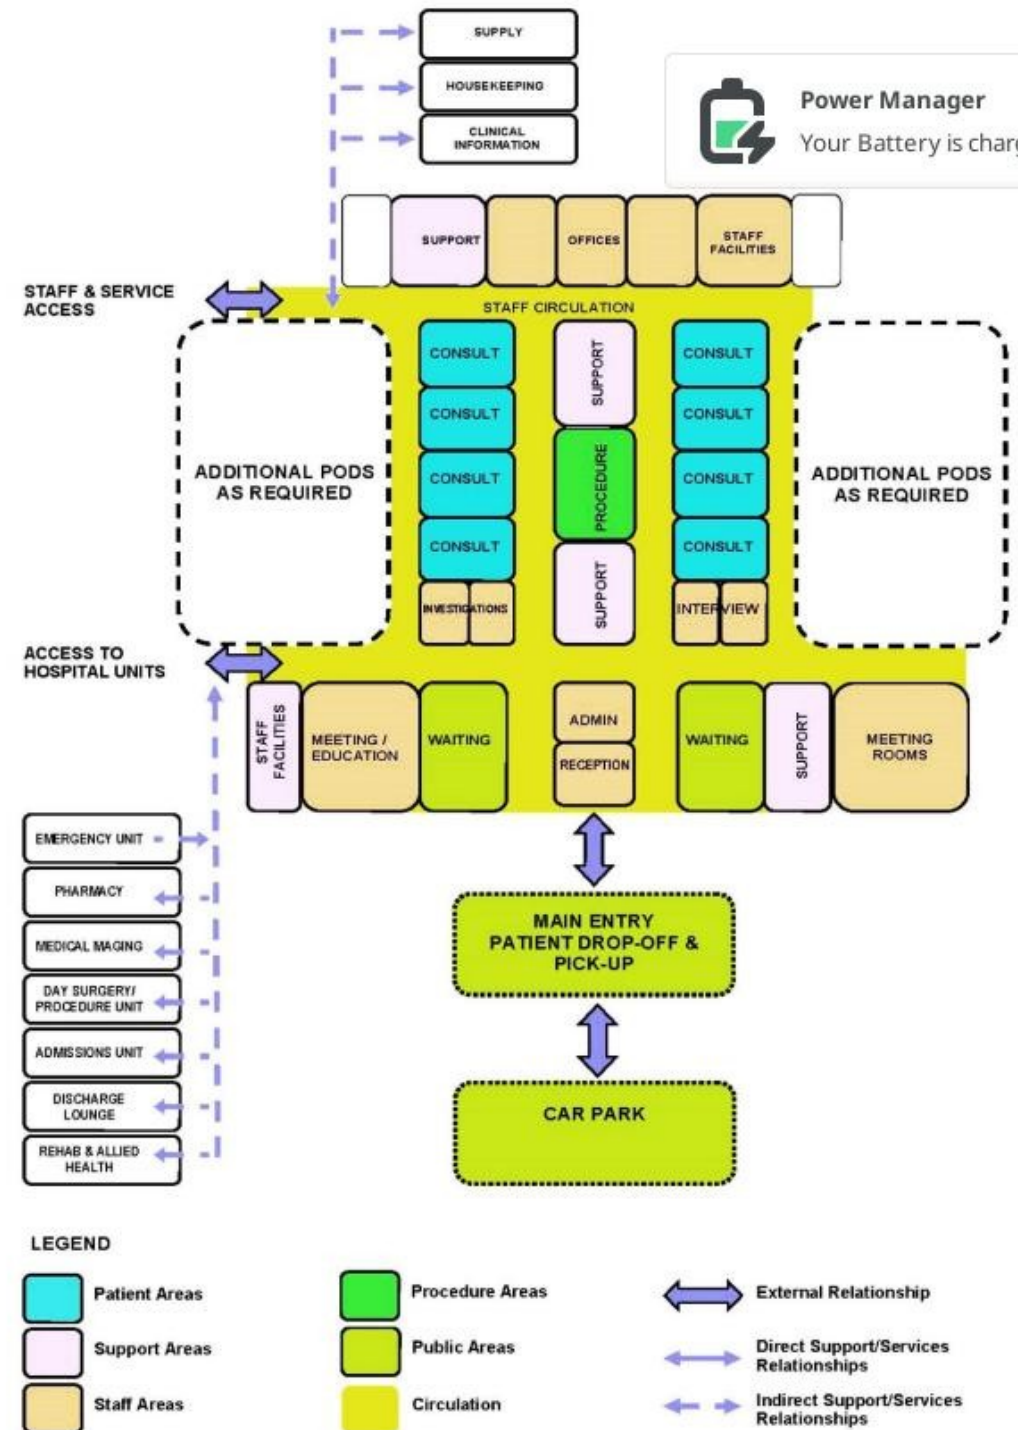 SUPPLY
HOUSEKEEPING
CLINICAL
INFORMATION
Power Manager
Your Battery is charg
SUPPORT
OFFICES
STAFF
FACILITIES
STAFF & SERVICE
ACCESS
STAFF CIRCULATION
CONSULT
SUPPORT
CONSULT
CONSULT
CONSULT
ADDITIONAL PODS
AS REQUIRED
PROCEDURE
ADDITIONAL PODS
AS REQUIRED
CONSULT
CONSULT
CONSULT
CONSULT
SUPPORT
INVESTIGATIONS
INTERVIEW
ACCESS TO
HOSPITAL UNITS
STAFF
FACILITIES
MEETING /
EDUCATION
WAITING
ADMIN
RECEPTION
WAITING
SUPPORT
MEETING
ROOMS
EMERGENCY UNIT
PHARMACY
MEDICAL MAGING
DAY SURGERY/
PROCEDURE UNIT
ADMISSIONS UNIT
DISCHARGE
LOUNGE
REHAB & ALLIED
HEALTH
MAIN ENTRY
PATIENT DROP-OFF &
PICK-UP
CAR PARK
LEGEND
Patient Areas
Support Areas
Staff Areas
Procedure Areas
Public Areas
Circulation
External Relationship
Direct Support/Services
Relationships
Indirect Support/Services
Relationships